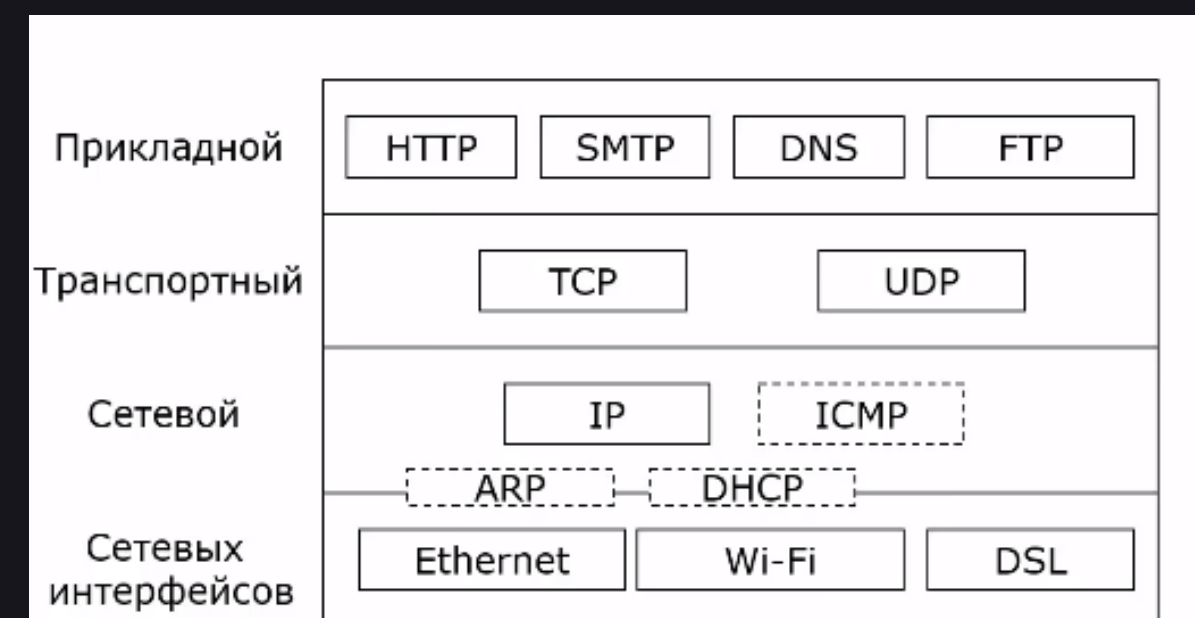 Прикладной HTTP SMTP DNS FTP
Транспортный TCP UDP
Сетевой IP ICMP
ARP DHCP
Сетевых
интерфейсов
Ethernet Wi-Fi DSL